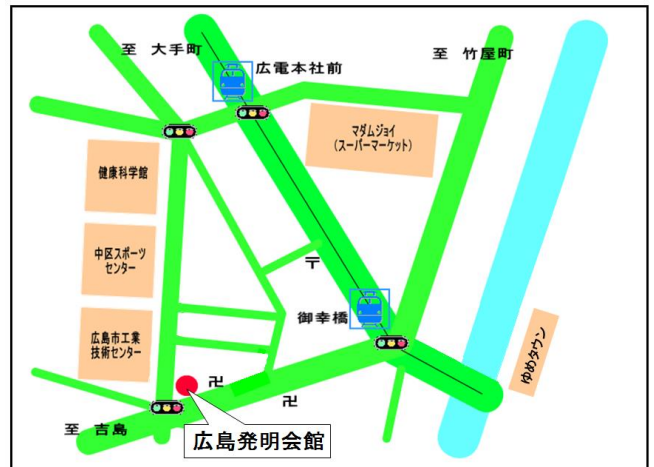 至 大手町
広電本社前
至 竹屋町
マダムジョイ
(スーパーマーケット)
健康科学館
中区スポーツ
センター
〒
御幸橋
広島市工業
技術センター
ゆめタウン
卍
卍
至 吉島
広島発明会館